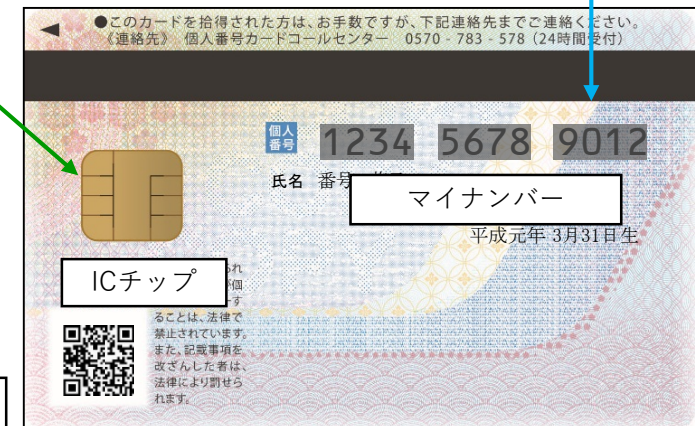 ●このカードを拾得された方は、お手数ですが、下記連絡先までご連絡ください。
《連絡先》 個人番号カードコールセンター 0570-783-578（24時間受付）
個人
番号
1234 5678 9012
氏名 番号
マイナンバー
平成元年 3月31日生
ICチップ
られ
個
す
ることは、法律で
禁止されています。
また、記載事項を
改ざんした者は、
法律により罰せら
れます。